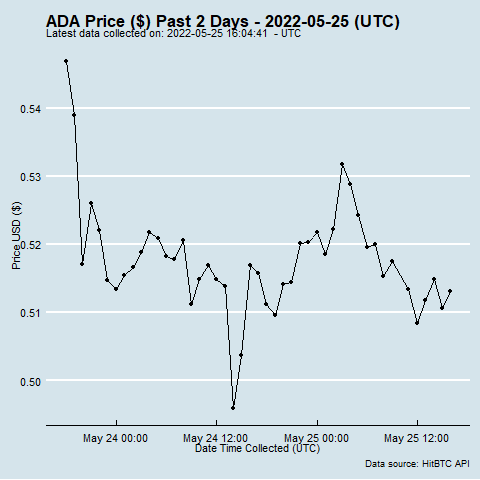 ADA Price ($) Past 2 Days - 2022-05-25 (UTC)
Latest data collected on: 2022-05-25 16:04:41 - UTC
0.54
0.53
0.52
0.51
0.50
Price USD ($)
May 24 00:00
May 24 12:00
May 25 00:00
May 25 12:00
Date Time Collected (UTC)
Data source: HitBTC API